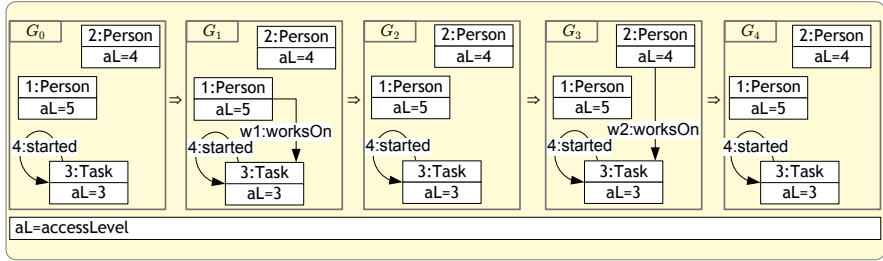 G0
2:Person
aL=4
1:Person
aL=5
4:started
3:Task
aL=3
⇒
G1
2:Person
aL=4
1:Person
aL=5
w1:worksOn
4:started
3:Task
aL=3
⇒
G2
2:Person
aL=4
1:Person
aL=5
4:started
3:Task
aL=3
⇒
G3
2:Person
aL=4
1:Person
aL=5
w2:worksOn
4:started
3:Task
aL=3
⇒
G4
2:Person
aL=4
1:Person
aL=5
4:started
3:Task
aL=3
aL=accessLevel